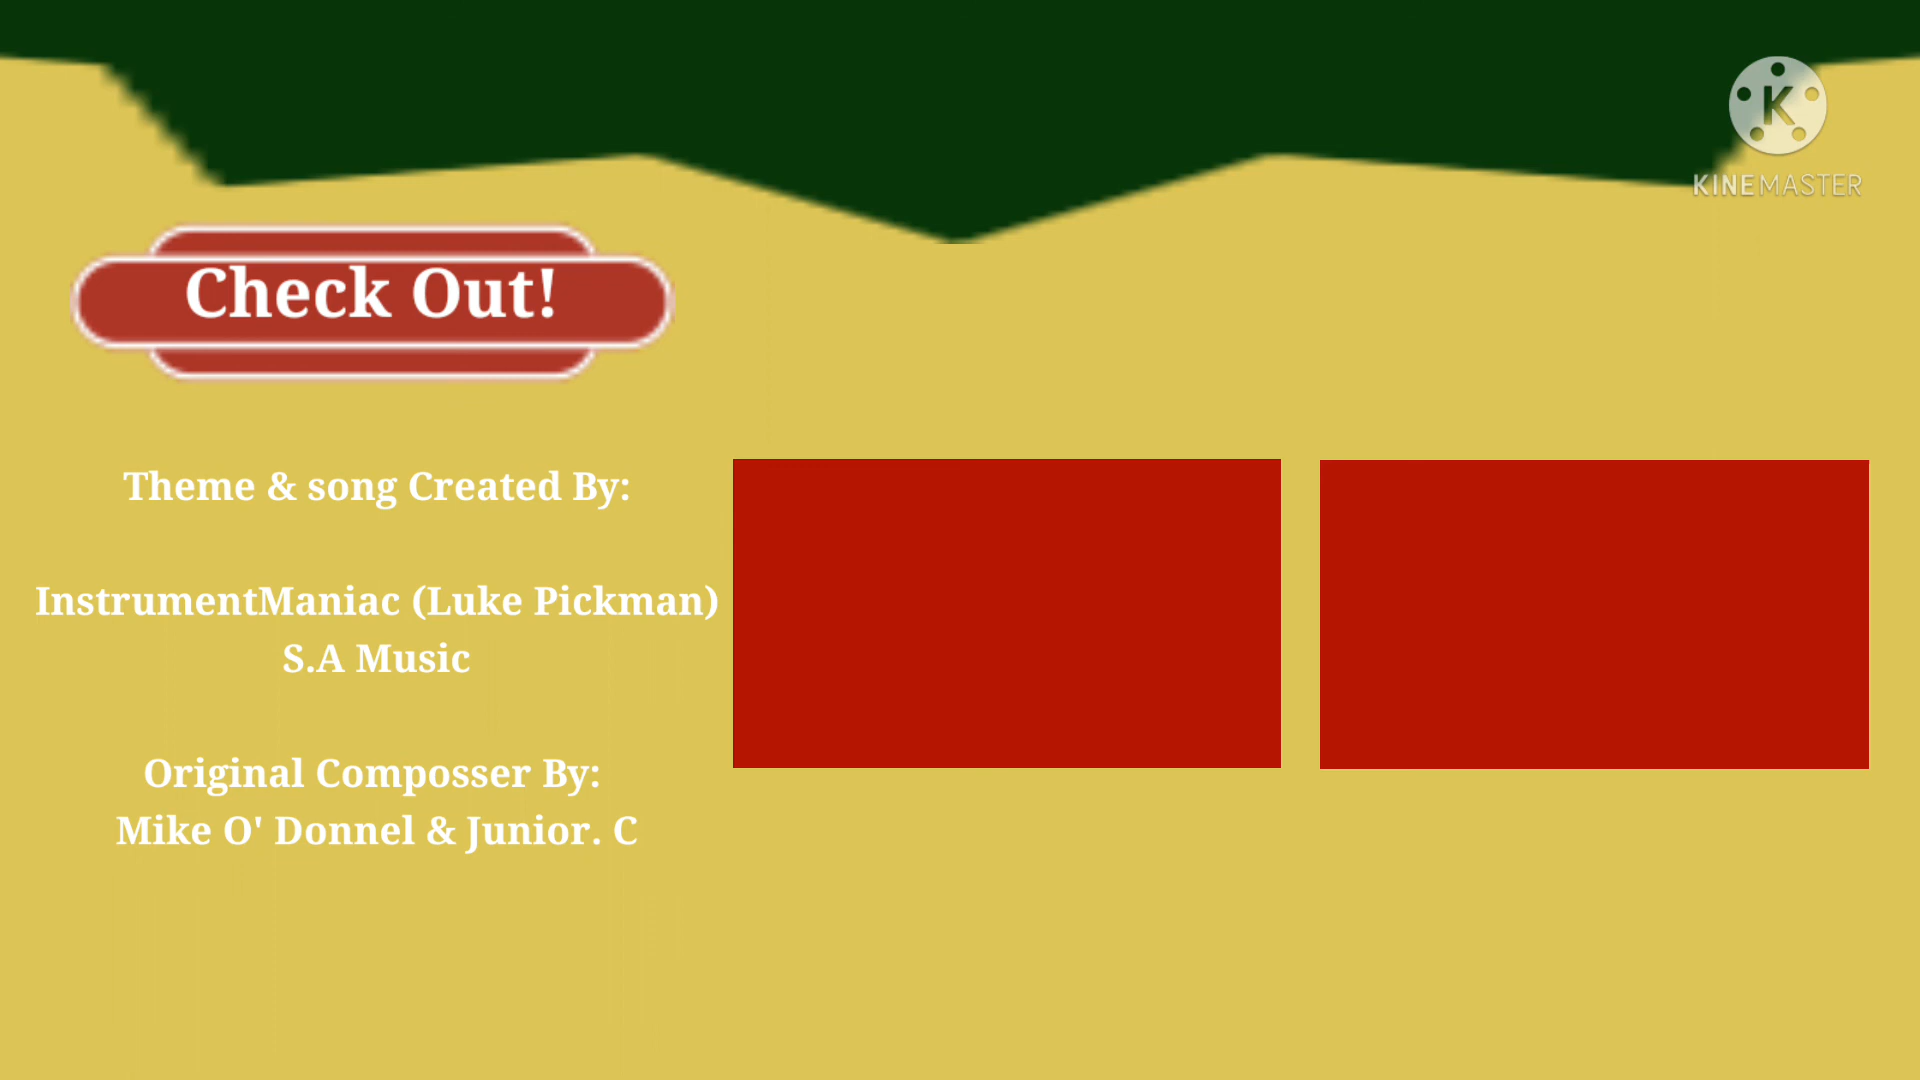 K
KINEMASTER
Check Out!
Theme & song Created By:
InstrumentManiac (Luke Pickman)
S.A Music
Original Composser By:
Mike O' Donnel & Junior. C